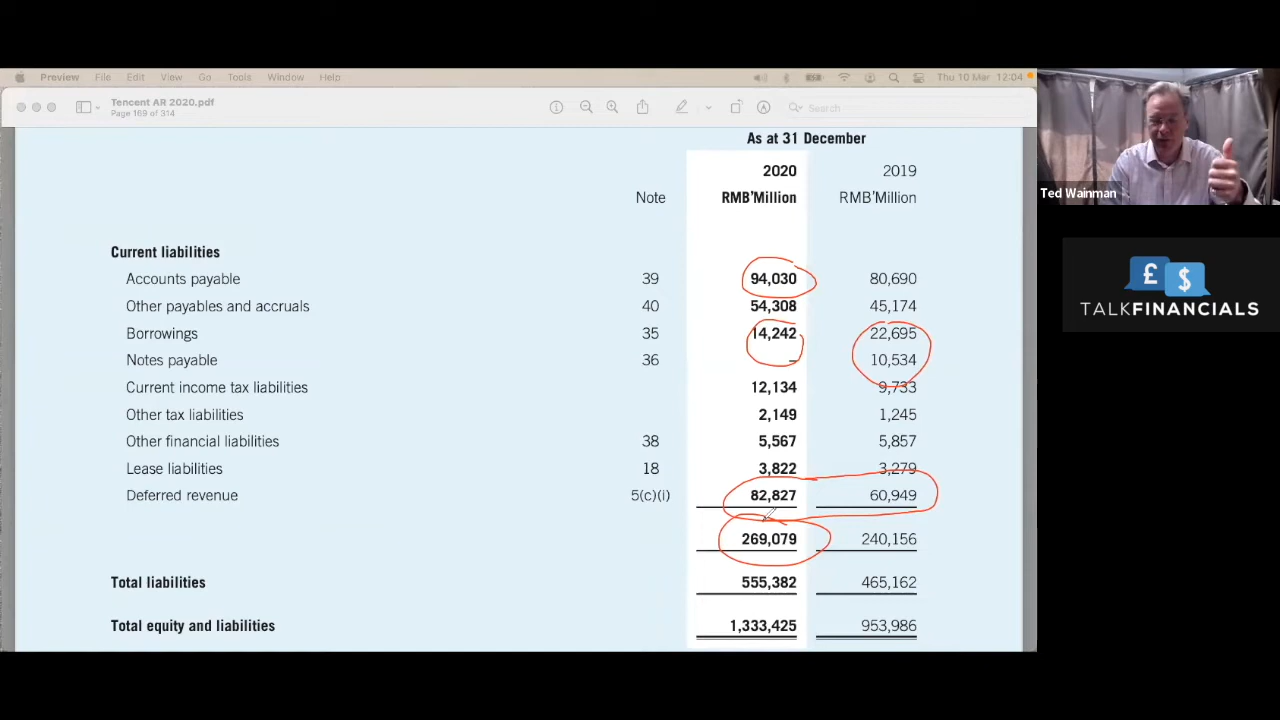 Preview File Edit View Go Tools Window Help Thu 10 Mar 12:04
Tencent AR 2020.pdf
Page 169 of 314
Search
As at 31 December
2020 2019
Note RMB'Million RMB'Million
Current liabilities
Accounts payable 39 94,030 80,690
Other payables and accruals 40 54,308 45,174
Borrowings 35 14,242 22,695
Notes payable 36 – 10,534
Current income tax liabilities 12,134 9,733
Other tax liabilities 2,149 1,245
Other financial liabilities 38 5,567 5,857
Lease liabilities 18 3,822 3,279
Deferred revenue 5(c)(i) 82,827 60,949
269,079 240,156
Total liabilities 555,382 465,162
Total equity and liabilities 1,333,425 953,986
Ted Wainman
£ $
TALKFINANCIALS